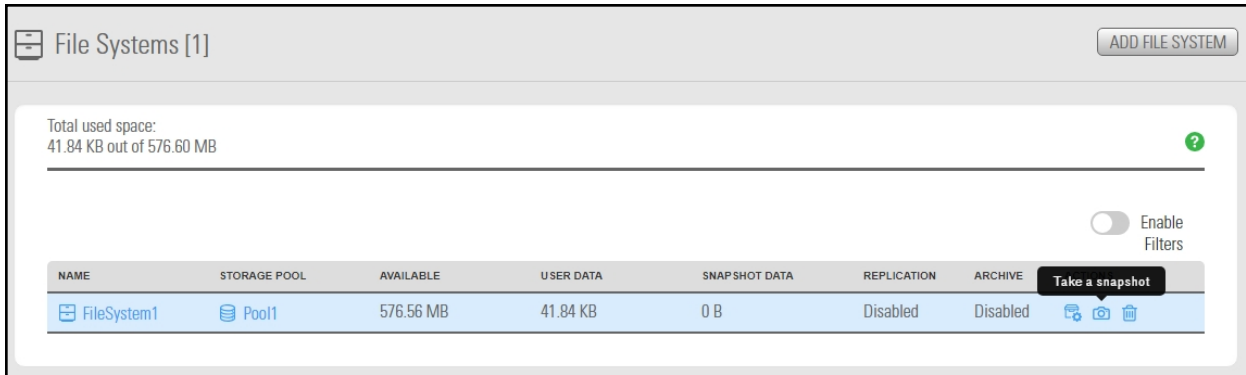 File Systems [1]
ADD FILE SYSTEM
Total used space:
41.84 KB out of 576.60 MB
?
Enable
Filters
NAME STORAGE POOL AVAILABLE USER DATA SNAPSHOT DATA REPLICATION ARCHIVE
Take a snapshot
FileSystem1 Pool1 576.56 MB 41.84 KB 0 B Disabled Disabled